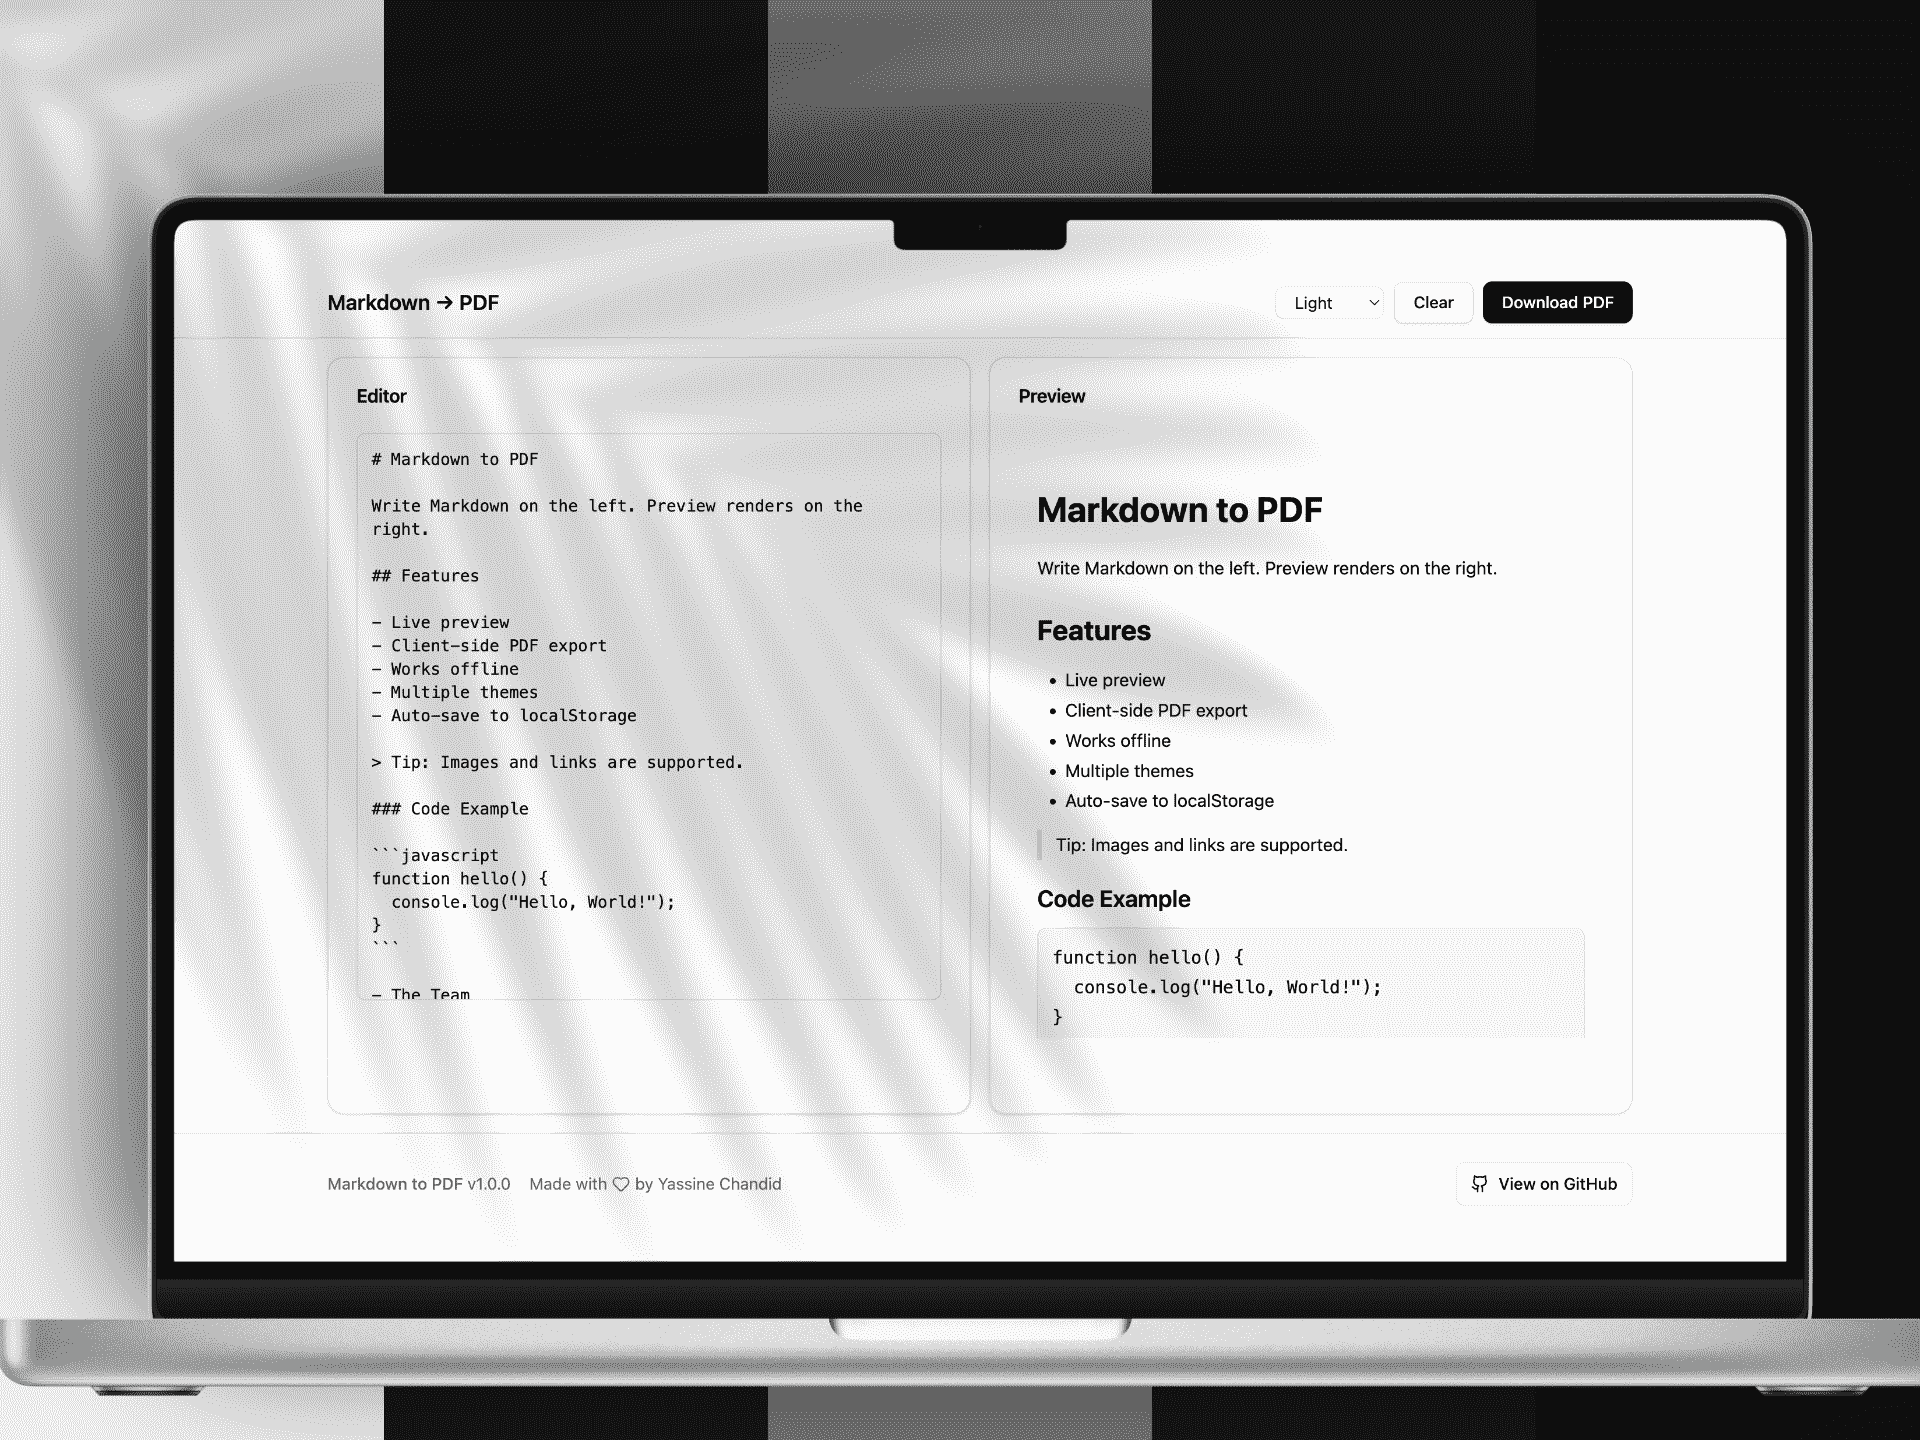 Markdown → PDF
Light
Clear
Download PDF
Editor
# Markdown to PDF
Write Markdown on the left. Preview renders on the
right.
## Features
- Live preview
- Client-side PDF export
- Works offline
- Multiple themes
- Auto-save to localStorage
> Tip: Images and links are supported.
### Code Example
```javascript
function hello() {
  console.log("Hello, World!");
}
```
- The Team
Preview
Markdown to PDF
Write Markdown on the left. Preview renders on the right.
Features
• Live preview
• Client-side PDF export
• Works offline
• Multiple themes
• Auto-save to localStorage
Tip: Images and links are supported.
Code Example
function hello() {
  console.log("Hello, World!");
}
Markdown to PDF v1.0.0
Made with ♡ by Yassine Chandid
View on GitHub